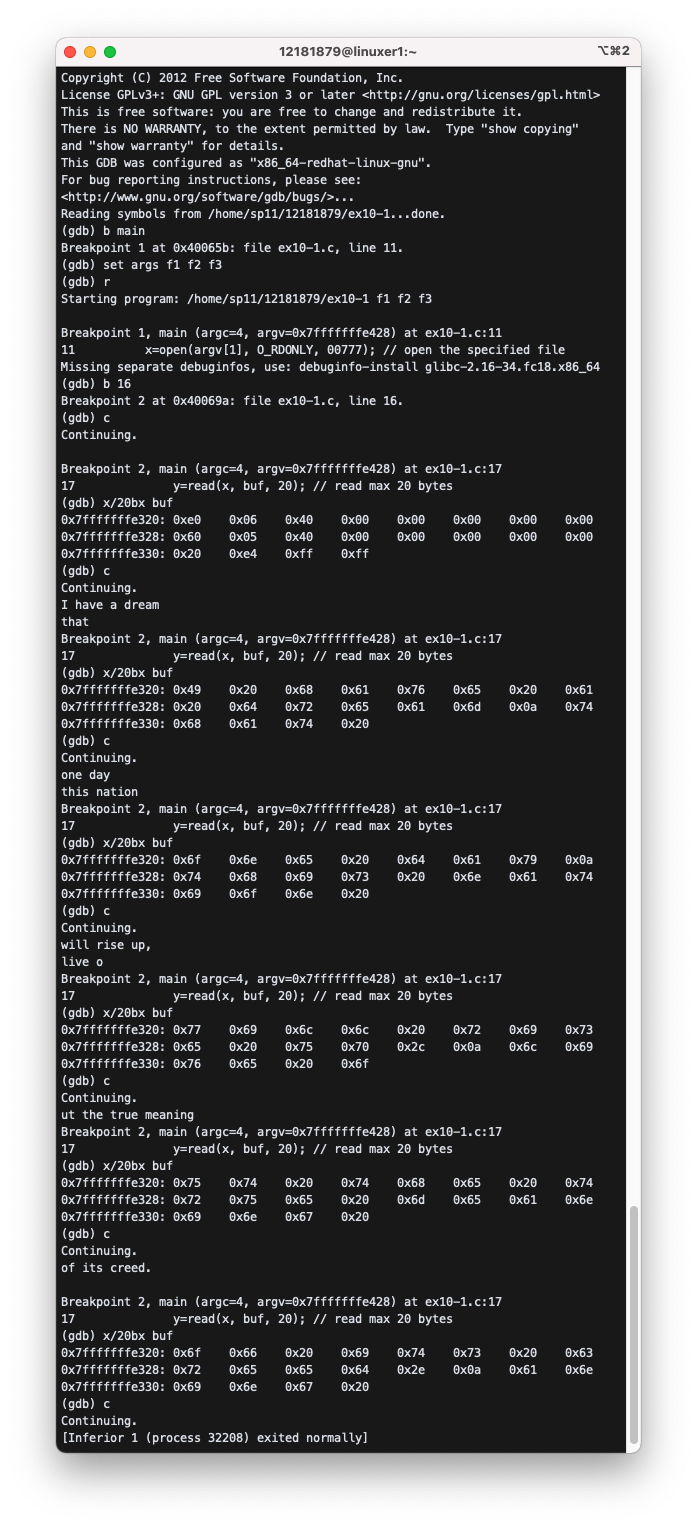 12181879@linuxer1:~
⌥⌘2
Copyright (C) 2012 Free Software Foundation, Inc.
License GPLv3+: GNU GPL version 3 or later <http://gnu.org/licenses/gpl.html>
This is free software: you are free to change and redistribute it.
There is NO WARRANTY, to the extent permitted by law.  Type "show copying"
and "show warranty" for details.
This GDB was configured as "x86_64-redhat-linux-gnu".
For bug reporting instructions, please see:
<http://www.gnu.org/software/gdb/bugs/>...
Reading symbols from /home/sp11/12181879/ex10-1...done.
(gdb) b main
Breakpoint 1 at 0x40065b: file ex10-1.c, line 11.
(gdb) set args f1 f2 f3
(gdb) r
Starting program: /home/sp11/12181879/ex10-1 f1 f2 f3
Breakpoint 1, main (argc=4, argv=0x7fffffffe428) at ex10-1.c:11
11          x=open(argv[1], O_RDONLY, 00777); // open the specified file
Missing separate debuginfos, use: debuginfo-install glibc-2.16-34.fc18.x86_64
(gdb) b 16
Breakpoint 2 at 0x40069a: file ex10-1.c, line 16.
(gdb) c
Continuing.
Breakpoint 2, main (argc=4, argv=0x7fffffffe428) at ex10-1.c:17
17              y=read(x, buf, 20); // read max 20 bytes
(gdb) x/20bx buf
0x7fffffffe320: 0xe0    0x06    0x40    0x00    0x00    0x00    0x00    0x00
0x7fffffffe328: 0x60    0x05    0x40    0x00    0x00    0x00    0x00    0x00
0x7fffffffe330: 0x20    0xe4    0xff    0xff
(gdb) c
Continuing.
I have a dream
that
Breakpoint 2, main (argc=4, argv=0x7fffffffe428) at ex10-1.c:17
17              y=read(x, buf, 20); // read max 20 bytes
(gdb) x/20bx buf
0x7fffffffe320: 0x49    0x20    0x68    0x61    0x76    0x65    0x20    0x61
0x7fffffffe328: 0x20    0x64    0x72    0x65    0x61    0x6d    0x0a    0x74
0x7fffffffe330: 0x68    0x61    0x74    0x20
(gdb) c
Continuing.
one day
this nation
Breakpoint 2, main (argc=4, argv=0x7fffffffe428) at ex10-1.c:17
17              y=read(x, buf, 20); // read max 20 bytes
(gdb) x/20bx buf
0x7fffffffe320: 0x6f    0x6e    0x65    0x20    0x64    0x61    0x79    0x0a
0x7fffffffe328: 0x74    0x68    0x69    0x73    0x20    0x6e    0x61    0x74
0x7fffffffe330: 0x69    0x6f    0x6e    0x20
(gdb) c
Continuing.
will rise up,
live o
Breakpoint 2, main (argc=4, argv=0x7fffffffe428) at ex10-1.c:17
17              y=read(x, buf, 20); // read max 20 bytes
(gdb) x/20bx buf
0x7fffffffe320: 0x77    0x69    0x6c    0x6c    0x20    0x72    0x69    0x73
0x7fffffffe328: 0x65    0x20    0x75    0x70    0x2c    0x0a    0x6c    0x69
0x7fffffffe330: 0x76    0x65    0x20    0x6f
(gdb) c
Continuing.
ut the true meaning
Breakpoint 2, main (argc=4, argv=0x7fffffffe428) at ex10-1.c:17
17              y=read(x, buf, 20); // read max 20 bytes
(gdb) x/20bx buf
0x7fffffffe320: 0x75    0x74    0x20    0x74    0x68    0x65    0x20    0x74
0x7fffffffe328: 0x72    0x75    0x65    0x20    0x6d    0x65    0x61    0x6e
0x7fffffffe330: 0x69    0x6e    0x67    0x20
(gdb) c
Continuing.
of its creed.
Breakpoint 2, main (argc=4, argv=0x7fffffffe428) at ex10-1.c:17
17              y=read(x, buf, 20); // read max 20 bytes
(gdb) x/20bx buf
0x7fffffffe320: 0x6f    0x66    0x20    0x69    0x74    0x73    0x20    0x63
0x7fffffffe328: 0x72    0x65    0x65    0x64    0x2e    0x0a    0x61    0x6e
0x7fffffffe330: 0x69    0x6e    0x67    0x20
(gdb) c
Continuing.
[Inferior 1 (process 32208) exited normally]